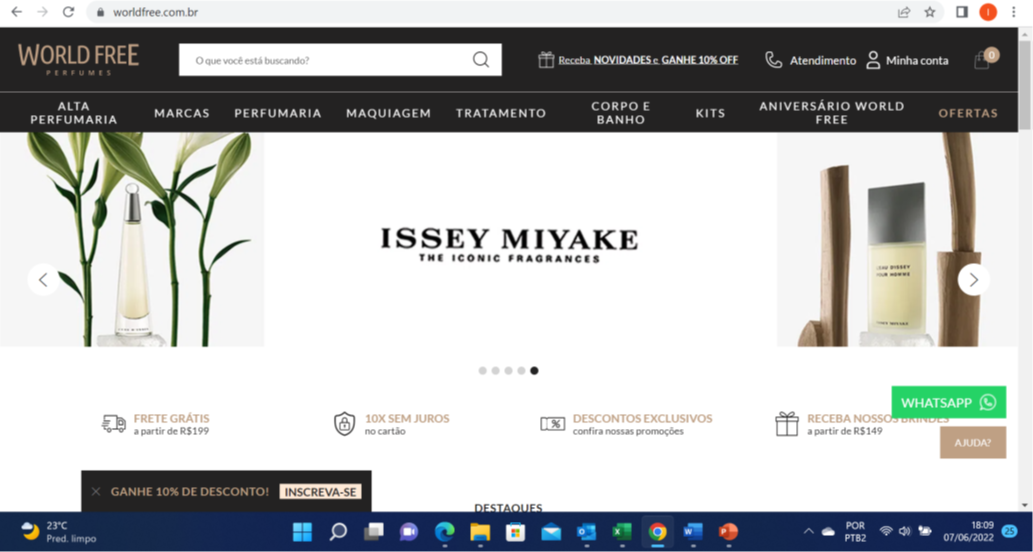 worldfree.com.br
WORLD FREE
PERFUMES
O que você está buscando?
Receba NOVIDADES e GANHE 10% OFF
Atendimento
Minha conta
0
ALTA
PERFUMARIA
MARCAS
PERFUMARIA
MAQUIAGEM
TRATAMENTO
CORPO E
BANHO
KITS
ANIVERSÁRIO WORLD
FREE
OFERTAS
ISSEY MIYAKE
THE ICONIC FRAGRANCES
ISSEY MIYAKE
L'EAU D'ISSEY
POUR HOMME
ISSEY MIYAKE
WHATSAPP
FRETE GRÁTIS
a partir de R$199
10X SEM JUROS
no cartão
DESCONTOS EXCLUSIVOS
confira nossas promoções
RECEBA NOSSOS BRINDES
a partir de R$149
AJUDA?
GANHE 10% DE DESCONTO!
INSCREVA-SE
DESTAQUES
23°C
Pred. limpo
POR
PTB2
18:09
07/06/2022
25